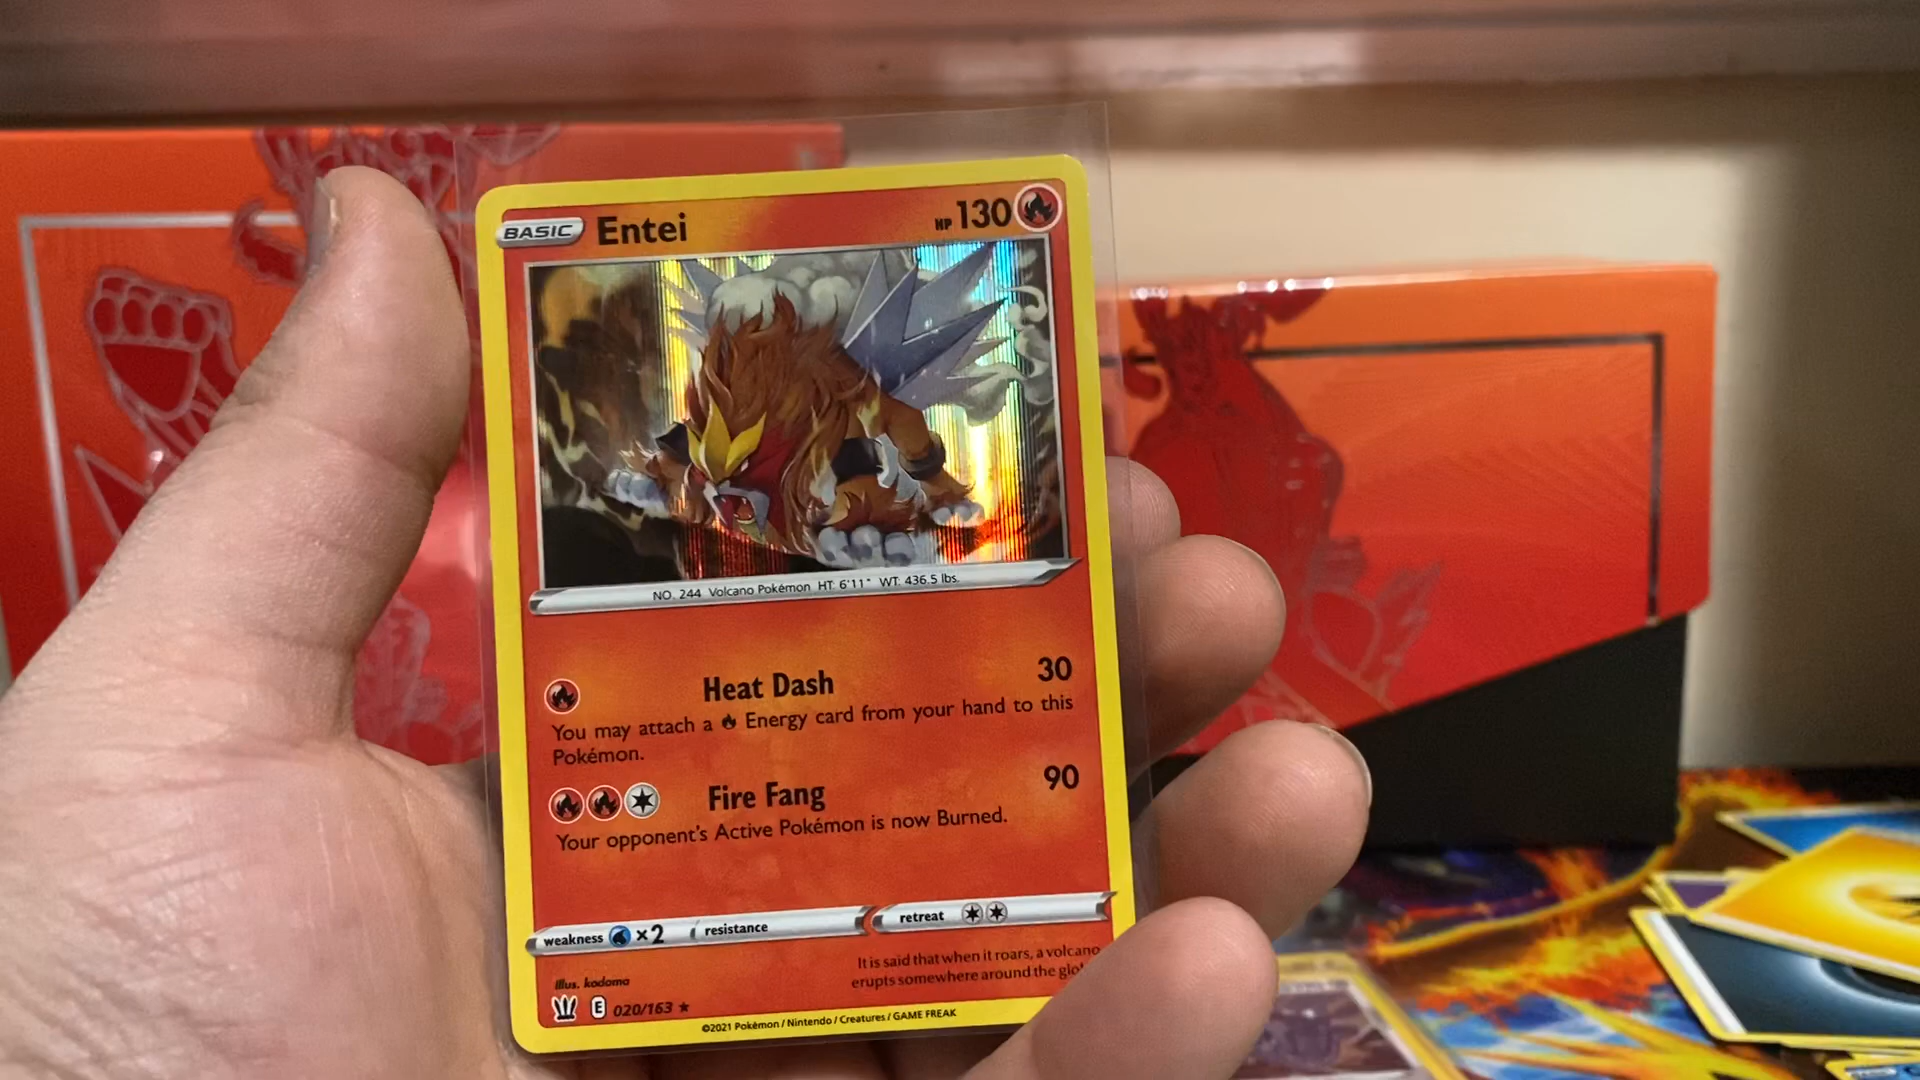 BASIC Entei HP 130
NO. 244 Volcano Pokémon HT: 6'11" WT: 436.5 lbs.
Heat Dash 30
You may attach a Energy card from your hand to this
Pokémon.
Fire Fang 90
Your opponent's Active Pokémon is now Burned.
weakness ×2 resistance retreat
It is said that when it roars, a volcano
erupts somewhere around the
Illus. kodama
E 020/163 ★
©2021 Pokémon / Nintendo / Creatures / GAME FREAK